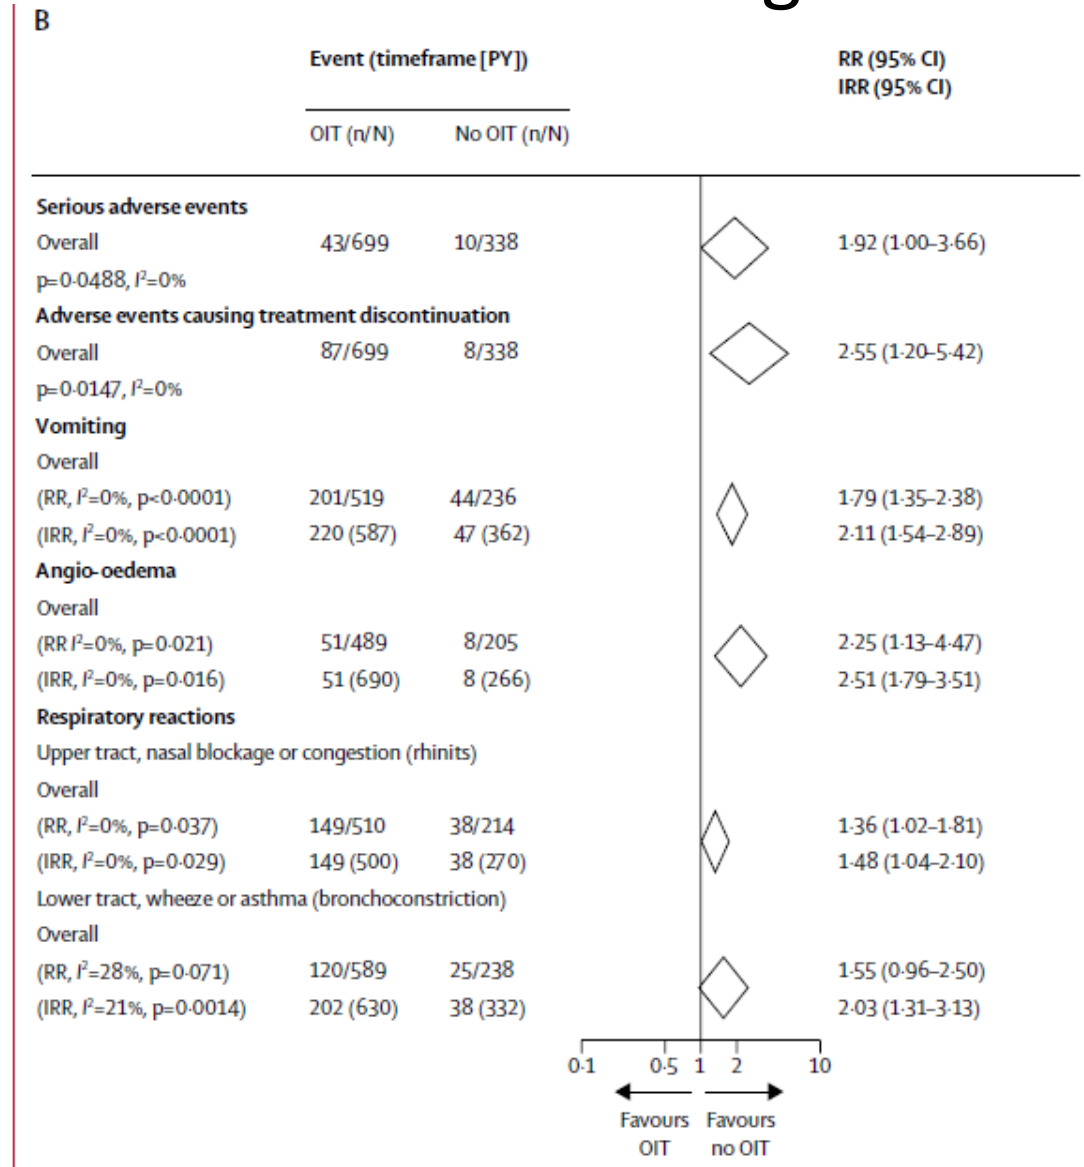 B
Event (timeframe [PY])
RR (95% CI)
IRR (95% CI)
OIT (n/N) No OIT (n/N)
Serious adverse events
Overall 43/699 10/338 1·92 (1·00–3·66)
p=0·0488, I²=0%
Adverse events causing treatment discontinuation
Overall 87/699 8/338 2·55 (1·20–5·42)
p=0·0147, I²=0%
Vomiting
Overall
(RR, I²=0%, p<0·0001) 201/519 44/236 1·79 (1·35–2·38)
(IRR, I²=0%, p<0·0001) 220 (587) 47 (362) 2·11 (1·54–2·89)
Angio-oedema
Overall
(RR I²=0%, p=0·021) 51/489 8/205 2·25 (1·13–4·47)
(IRR, I²=0%, p=0·016) 51 (690) 8 (266) 2·51 (1·79–3·51)
Respiratory reactions
Upper tract, nasal blockage or congestion (rhinits)
Overall
(RR, I²=0%, p=0·037) 149/510 38/214 1·36 (1·02–1·81)
(IRR, I²=0%, p=0·029) 149 (500) 38 (270) 1·48 (1·04–2·10)
Lower tract, wheeze or asthma (bronchoconstriction)
Overall
(RR, I²=28%, p=0·071) 120/589 25/238 1·55 (0·96–2·50)
(IRR, I²=21%, p=0·0014) 202 (630) 38 (332) 2·03 (1·31–3·13)
0·1 0·5 1 2 10
Favours Favours
OIT no OIT